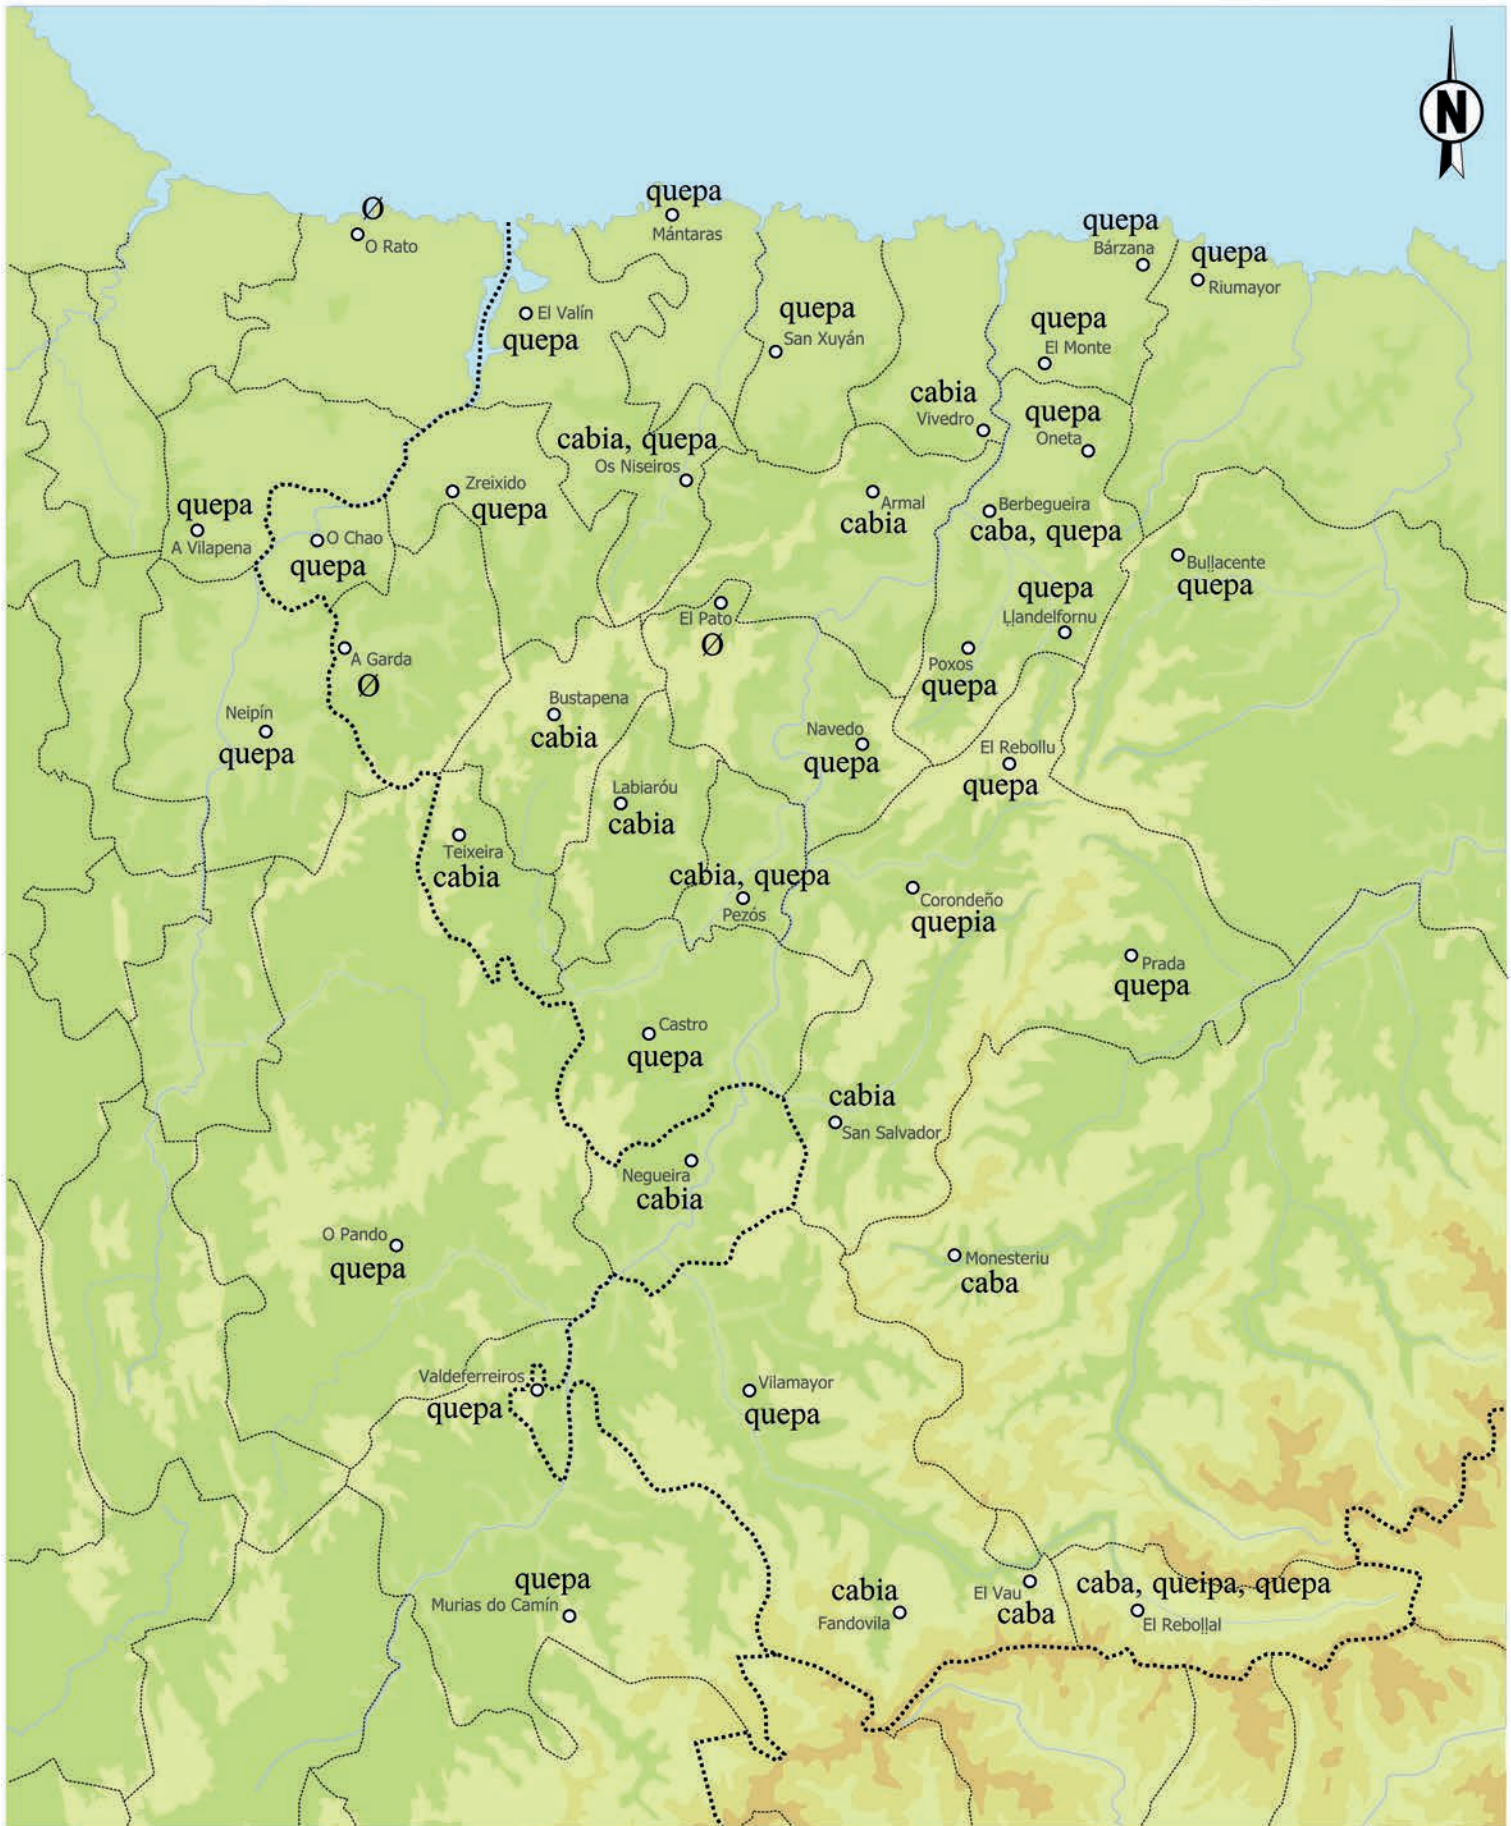 N
quepa
Mántaras
Ø
O Rato
quepa
Bárzana
quepa
Riumayor
El Valín
quepa
quepa
San Xuyán
quepa
El Monte
cabia
Vivedro
quepa
Oneta
cabia, quepa
Os Niseiros
Zreixido
quepa
Armal
cabia
Berbegueira
caba, quepa
quepa
A Vilapena
O Chao
quepa
Buḷḷacente
quepa
quepa
Ḷḷandelfornu
El Pato
Ø
A Garda
Ø
Poxos
quepa
Bustapena
cabia
Neipín
quepa
Navedo
quepa
El Rebollu
quepa
Labiaróu
cabia
Teixeira
cabia
cabia, quepa
Pezós
Corondeño
quepia
Prada
quepa
Castro
quepa
cabia
San Salvador
Negueira
cabia
O Pando
quepa
Monesteriu
caba
Valdeferreiros
quepa
Vilamayor
quepa
quepa
Murias do Camín
cabia
Fandovila
El Vau
caba
caba, queipa, quepa
El Reboḷḷal